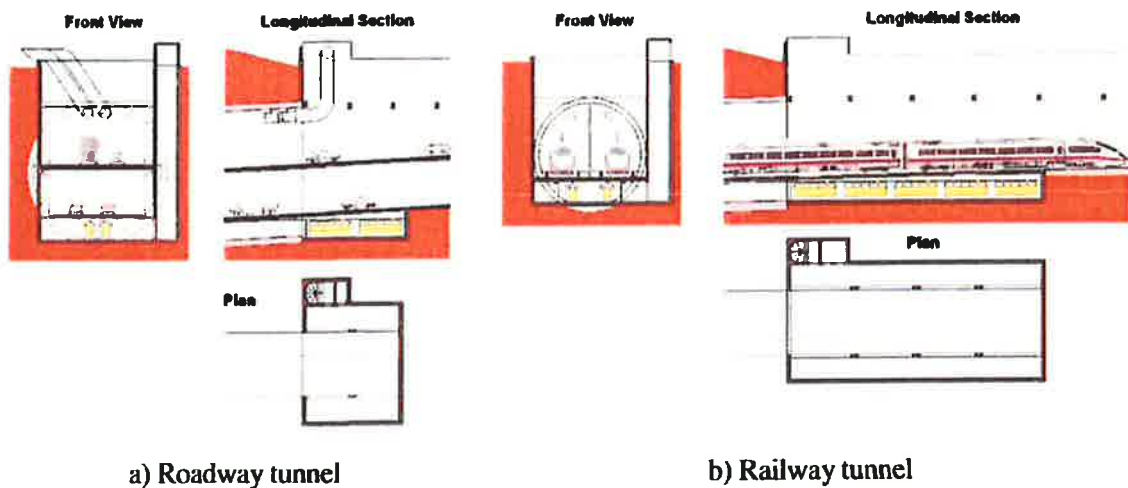 Front View
Longitudinal Section
Plan
a) Roadway tunnel
Front View
Longitudinal Section
Plan
b) Railway tunnel